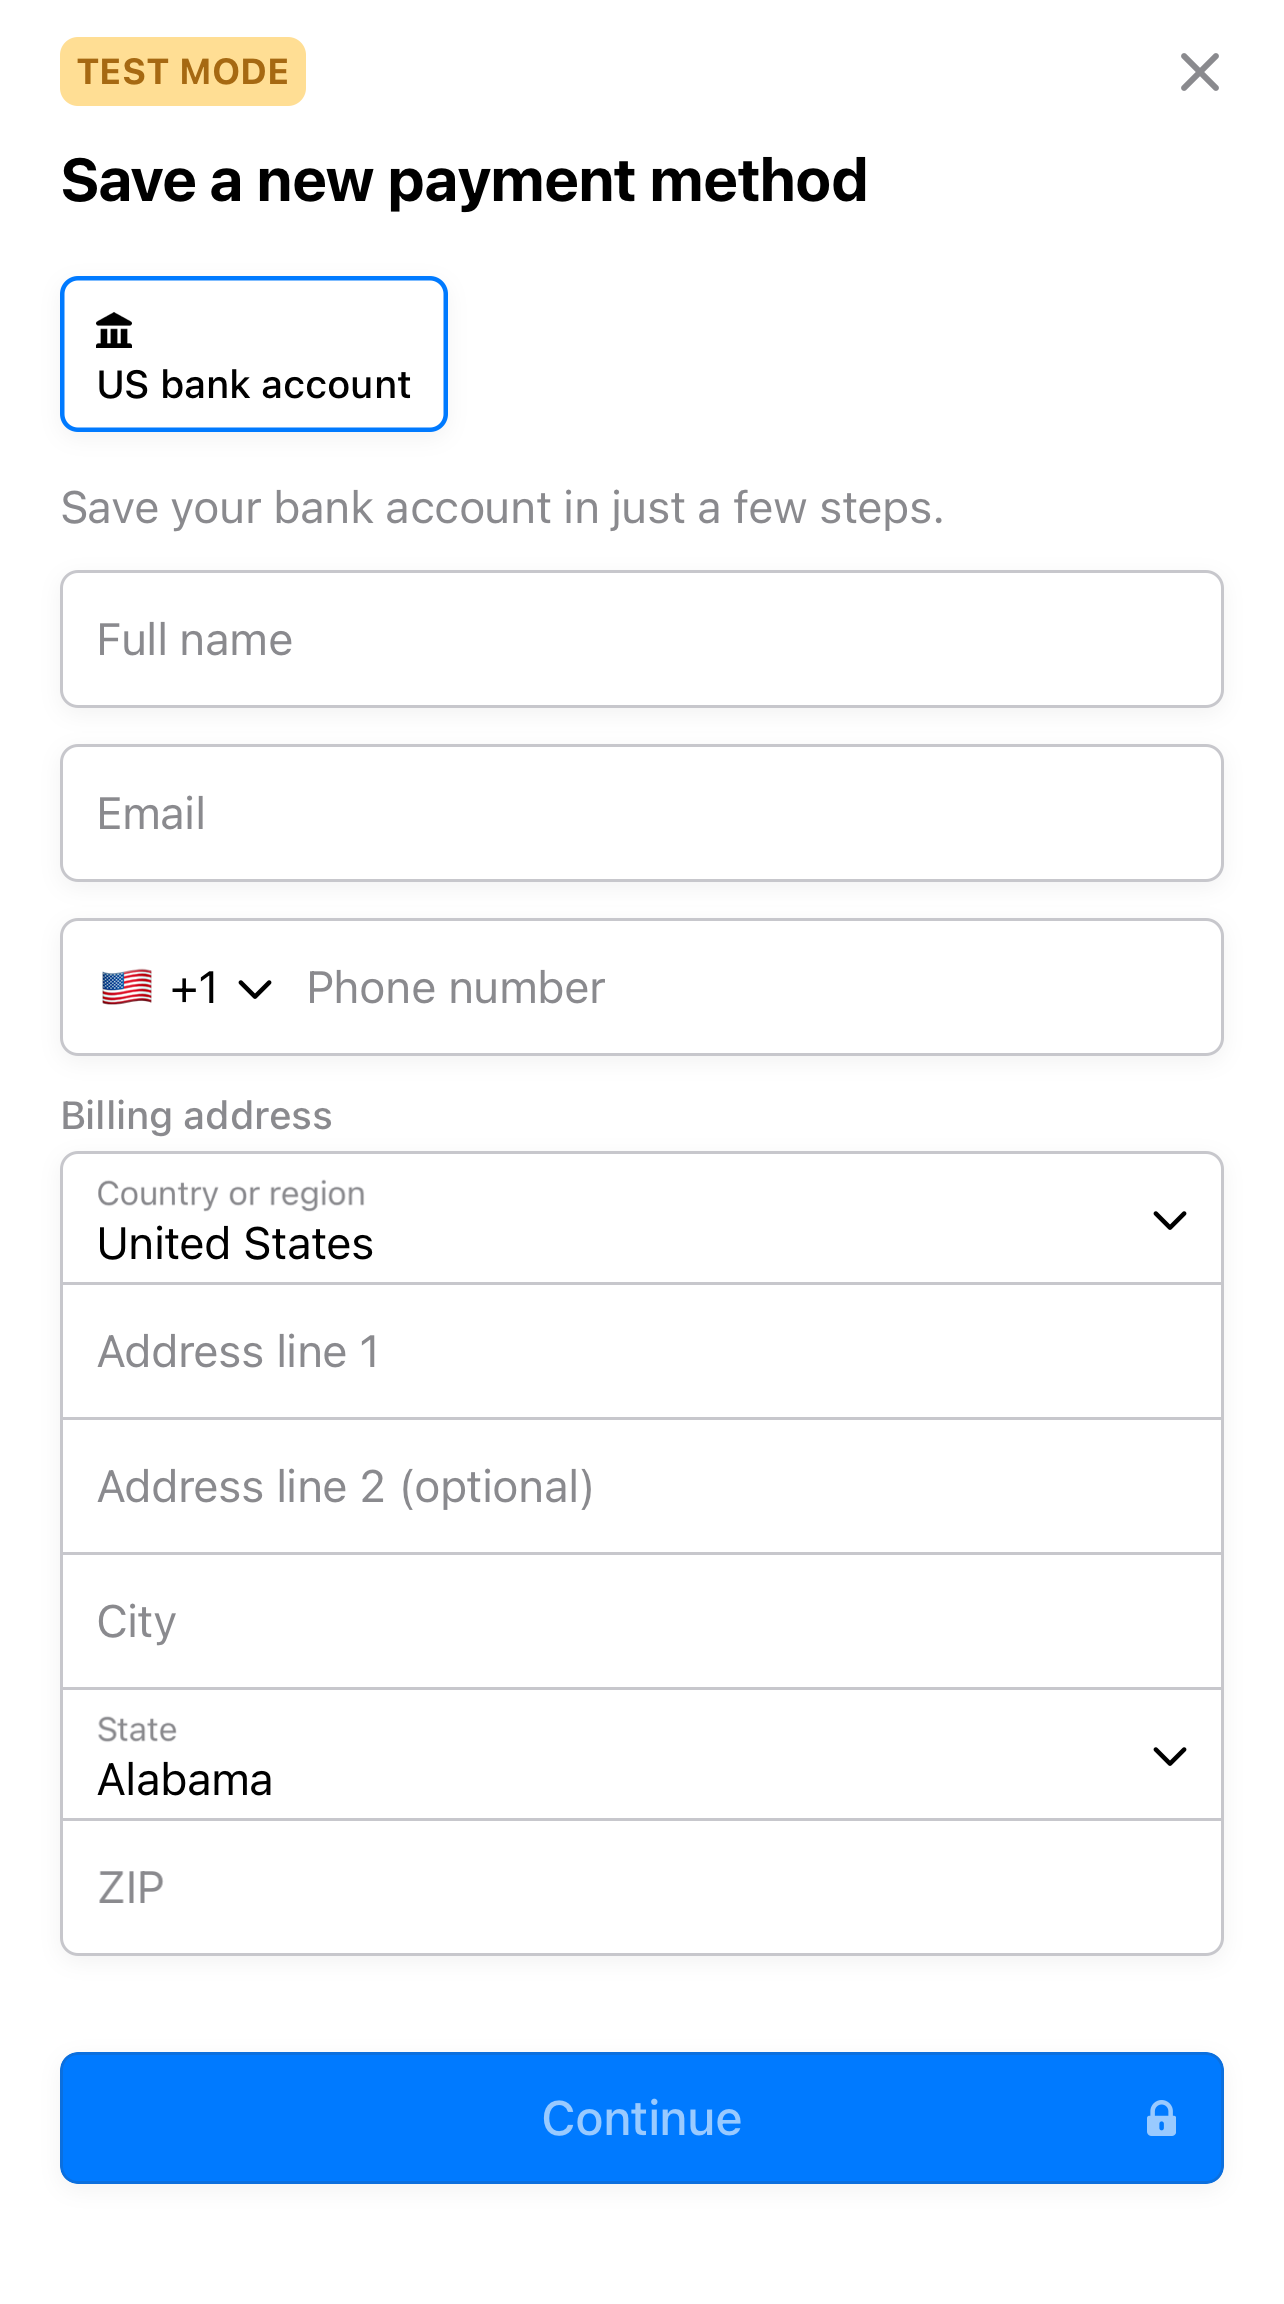 TEST MODE
Save a new payment method
US bank account
Save your bank account in just a few steps.
Full name
Email
+1 Phone number
Billing address
Country or region
United States
Address line 1
Address line 2 (optional)
City
State
Alabama
ZIP
Continue